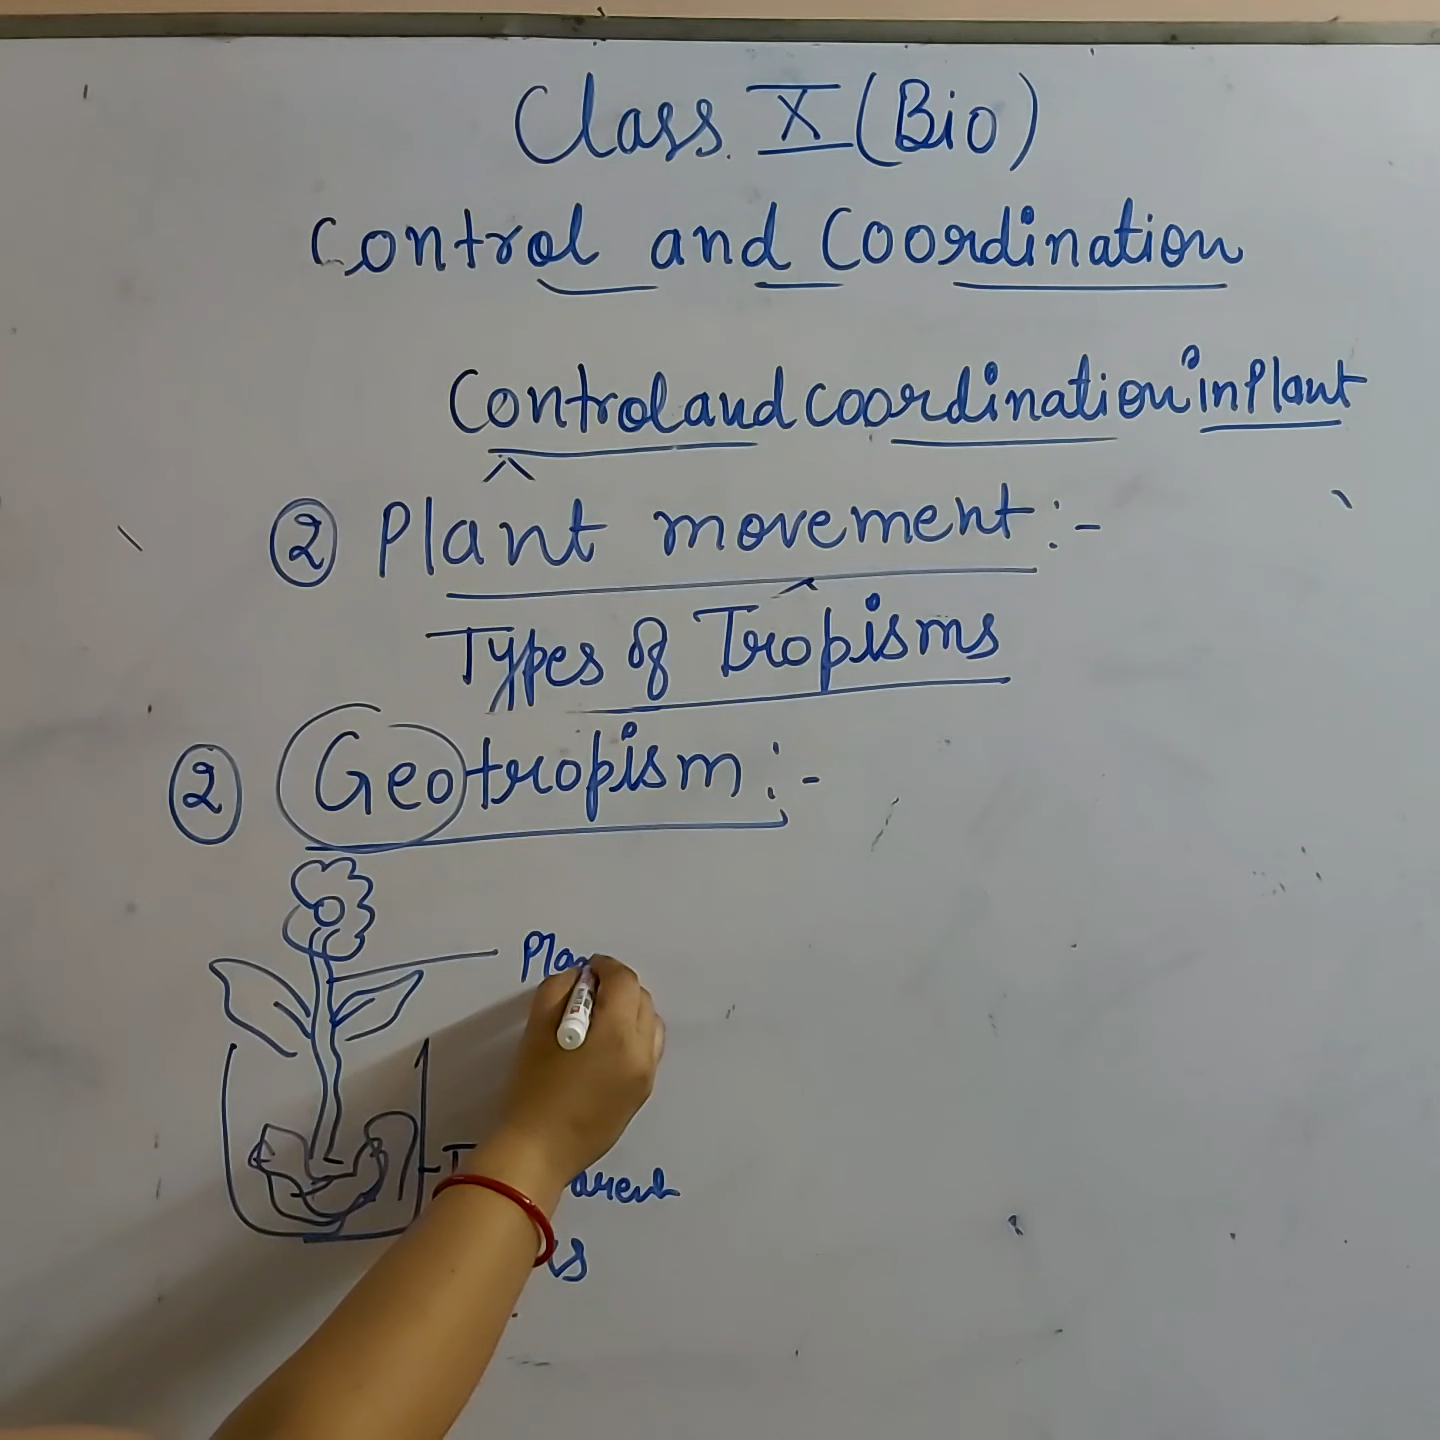 Class X (Bio)
Control and Coordination
Control and coordination in Plant
② Plant movement :-
Types of Tropisms
② Geotropism :-